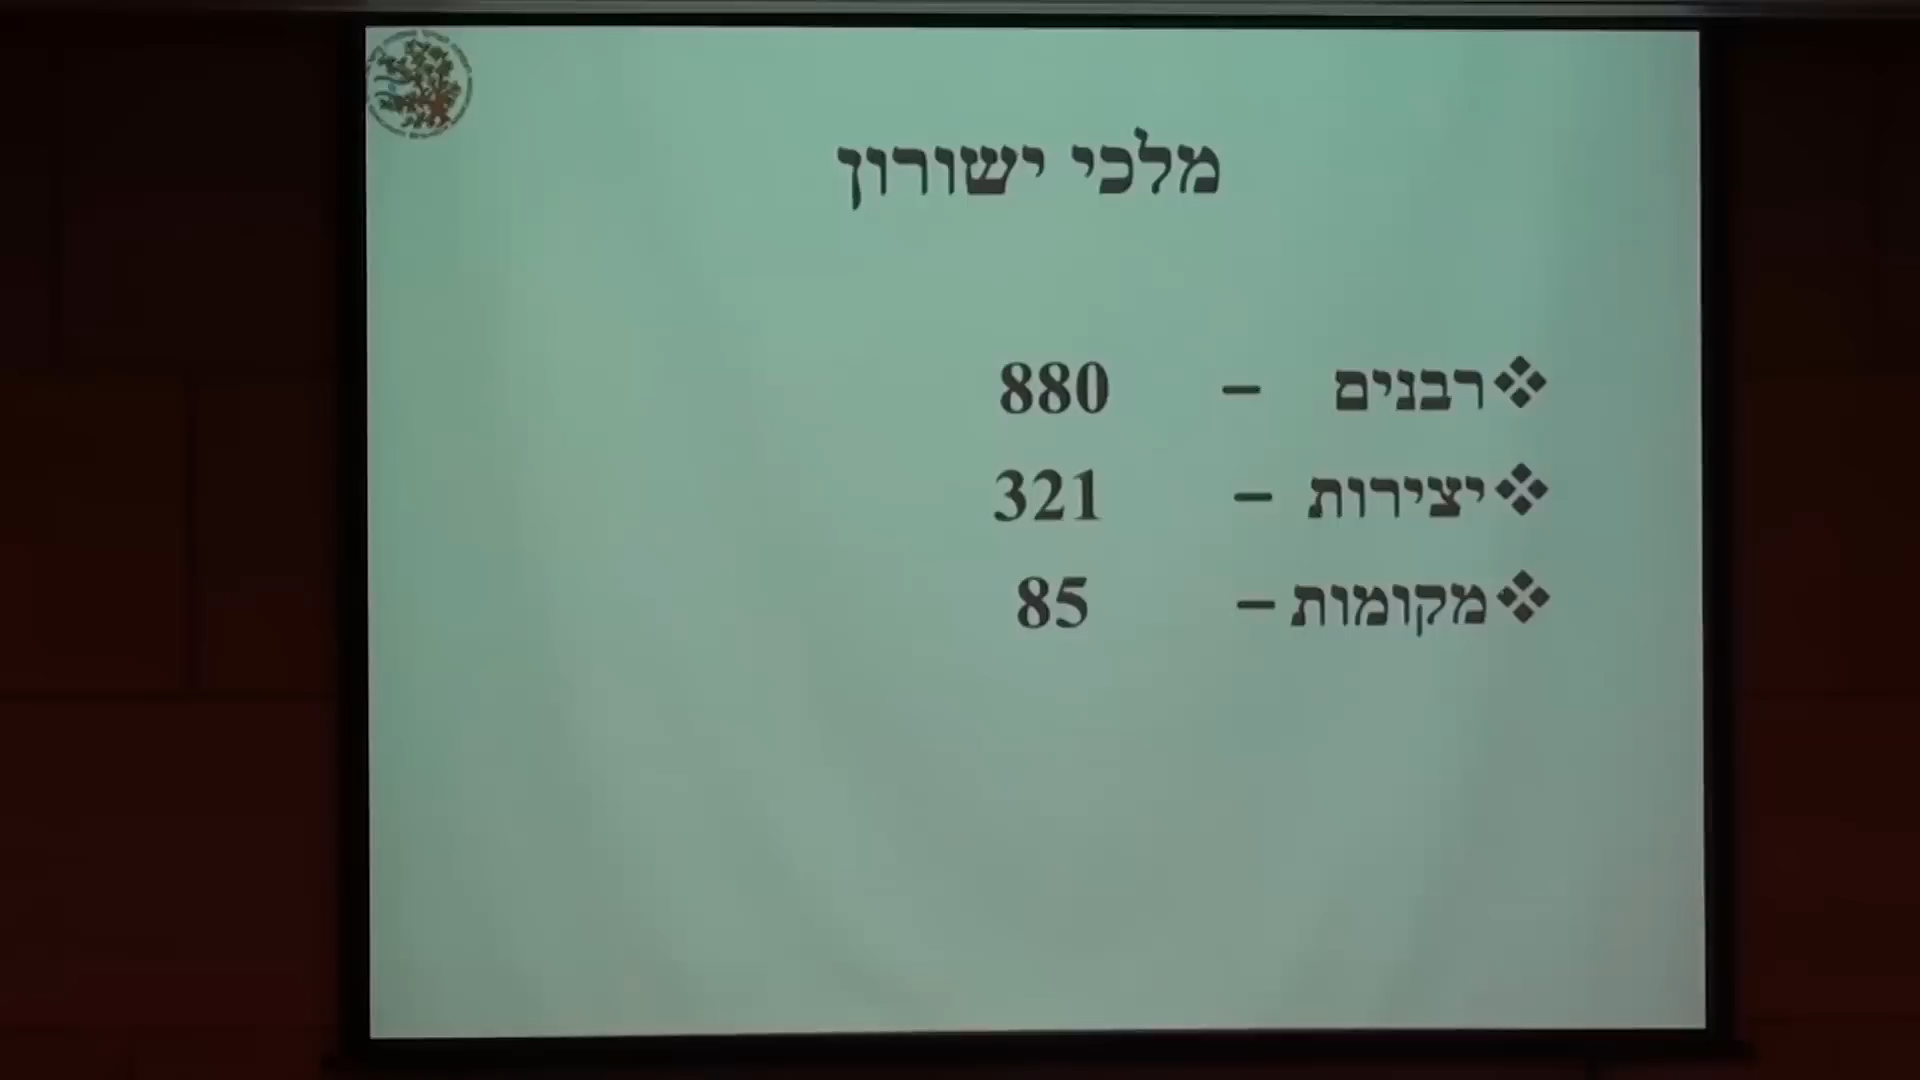 מלכי ישורון
❖רבנים – 880
❖יצירות – 321
❖מקומות – 85